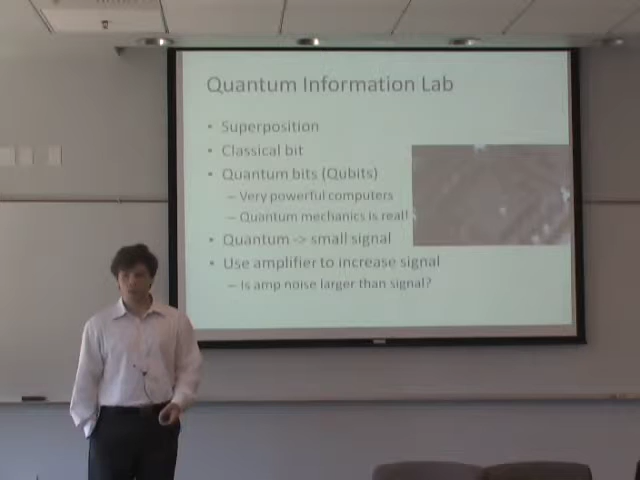 Quantum Information Lab
• Superposition
• Classical bit
• Quantum bits (Qubits)
– Very powerful computers
– Quantum mechanics is real!
• Quantum -> small signal
• Use amplifier to increase signal
– Is amp noise larger than signal?